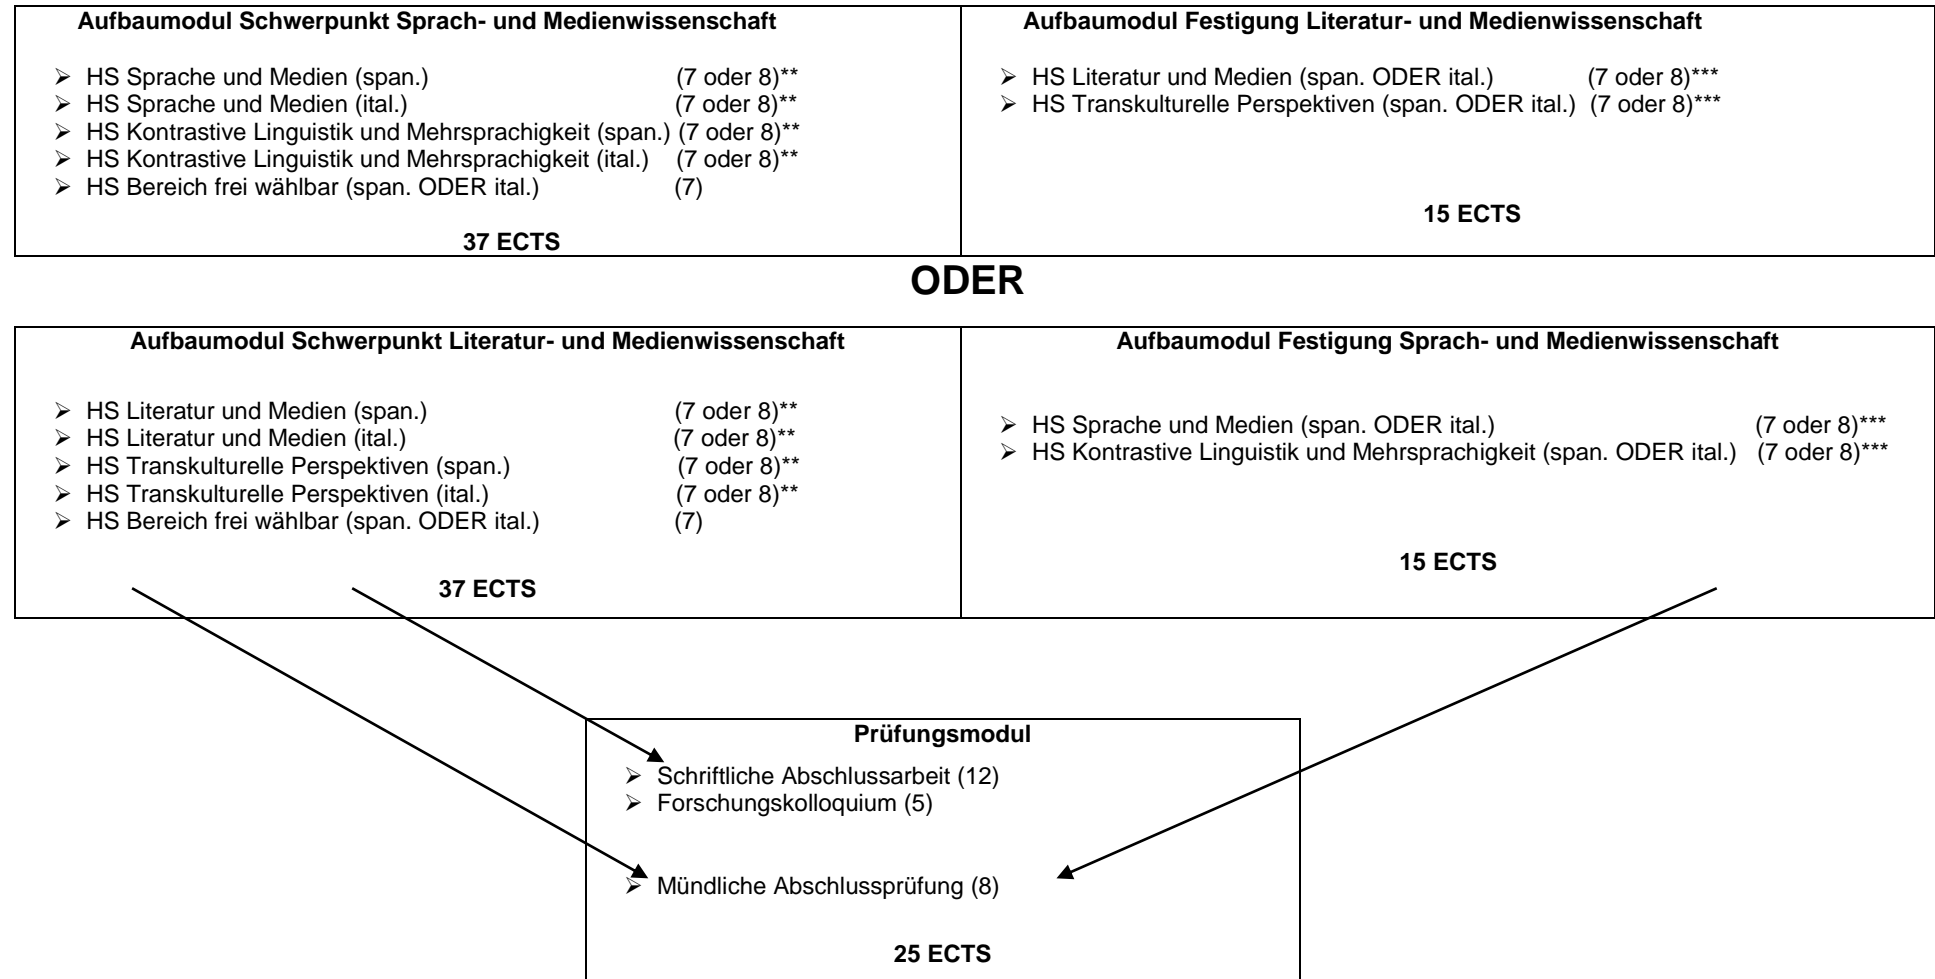 Aufbaumodul Schwerpunkt Sprach- und Medienwissenschaft
➢ HS Sprache und Medien (span.) (7 oder 8)**
➢ HS Sprache und Medien (ital.) (7 oder 8)**
➢ HS Kontrastive Linguistik und Mehrsprachigkeit (span.) (7 oder 8)**
➢ HS Kontrastive Linguistik und Mehrsprachigkeit (ital.) (7 oder 8)**
➢ HS Bereich frei wählbar (span. ODER ital.) (7)
37 ECTS
Aufbaumodul Festigung Literatur- und Medienwissenschaft
➢ HS Literatur und Medien (span. ODER ital.) (7 oder 8)***
➢ HS Transkulturelle Perspektiven (span. ODER ital.) (7 oder 8)***
15 ECTS
ODER
Aufbaumodul Schwerpunkt Literatur- und Medienwissenschaft
➢ HS Literatur und Medien (span.) (7 oder 8)**
➢ HS Literatur und Medien (ital.) (7 oder 8)**
➢ HS Transkulturelle Perspektiven (span.) (7 oder 8)**
➢ HS Transkulturelle Perspektiven (ital.) (7 oder 8)**
➢ HS Bereich frei wählbar (span. ODER ital.) (7)
37 ECTS
Aufbaumodul Festigung Sprach- und Medienwissenschaft
➢ HS Sprache und Medien (span. ODER ital.) (7 oder 8)***
➢ HS Kontrastive Linguistik und Mehrsprachigkeit (span. ODER ital.) (7 oder 8)***
15 ECTS
Prüfungsmodul
➢ Schriftliche Abschlussarbeit (12)
➢ Forschungskolloquium (5)
➢ Mündliche Abschlussprüfung (8)
25 ECTS